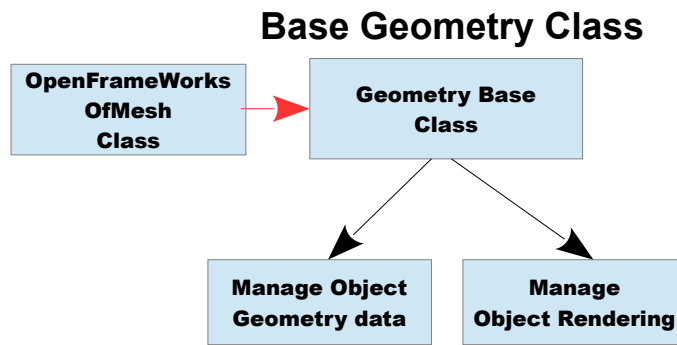 Base Geometry Class
OpenFrameWorks
OfMesh
Class
Geometry Base
Class
Manage Object
Geometry data
Manage
Object Rendering